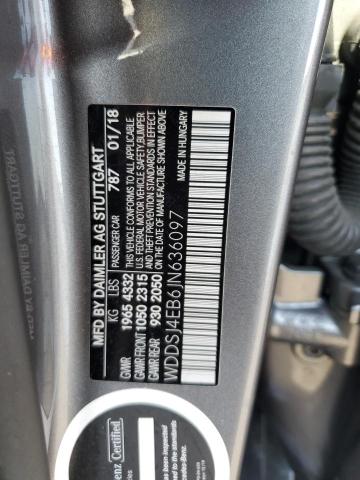 MFD BY DAIMLER AG STUTTGART
KG LBS PASSENGER CAR 787 01/18
GVWR 1965 4332 THIS VEHICLE CONFORMS TO ALL APPLICABLE
GAWR FRONT 1050 2315 U.S. FEDERAL MOTOR VEHICLE SAFETY, BUMPER
GAWR REAR 930 2050 AND THEFT PREVENTION STANDARDS IN EFFECT
ON THE DATE OF MANUFACTURE SHOWN ABOVE
WDDSJ4EB6JN636097 MADE IN HUNGARY
Certified